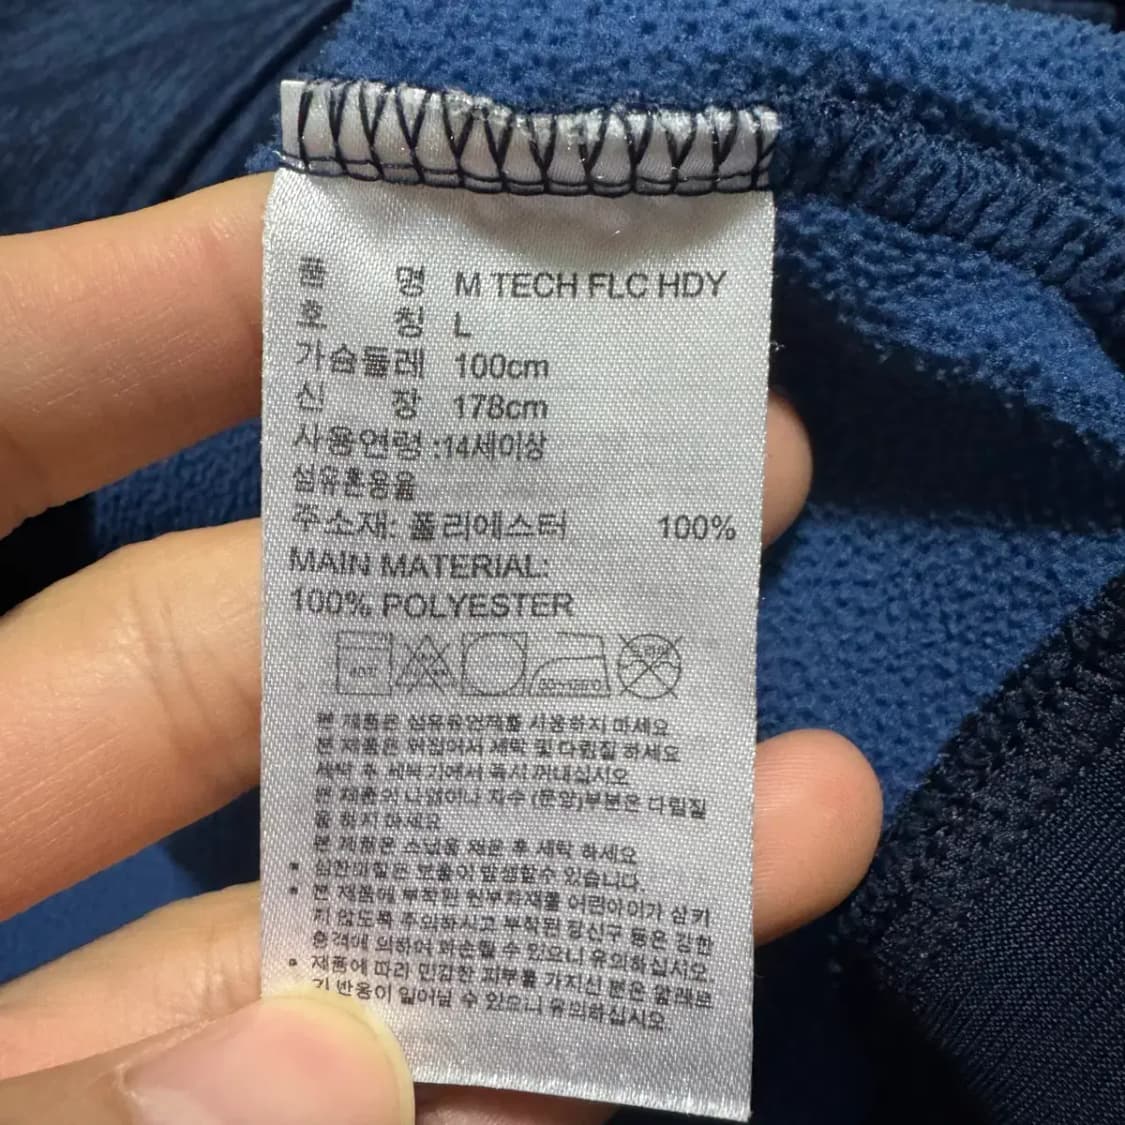 품 명 M TECH FLC HDY
호 칭 L
가슴둘레 100cm
신 장 178cm
사용연령 :14세이상
섬유혼용율
주소재: 폴리에스터 100%
MAIN MATERIAL:
100% POLYESTER
드라이
본 제품은 섬유유연제를 사용하지 마세요
본 제품은 뒤집어서 세탁 및 다림질 하세요
세탁 후 세탁기에서 즉시 꺼내십시오
본 제품의 나염이나 자수 (문양)부분은 다림질
을 하지 마세요
본 제품은 스냅을 채운 후 세탁 하세요
• 심한마찰은 보풀이 발생할수 있습니다.
• 본 제품에 부착된 원부자재를 어린아이가 삼키
지 않도록 주의하시고 부착된 장신구 등은 강한
충격에 의하여 파손될 수 있으니 유의하십시오.
• 제품에 따라 민감한 피부를 가지신 분은 알레르
기 반응이 일어날 수 있으니 유의하십시오.